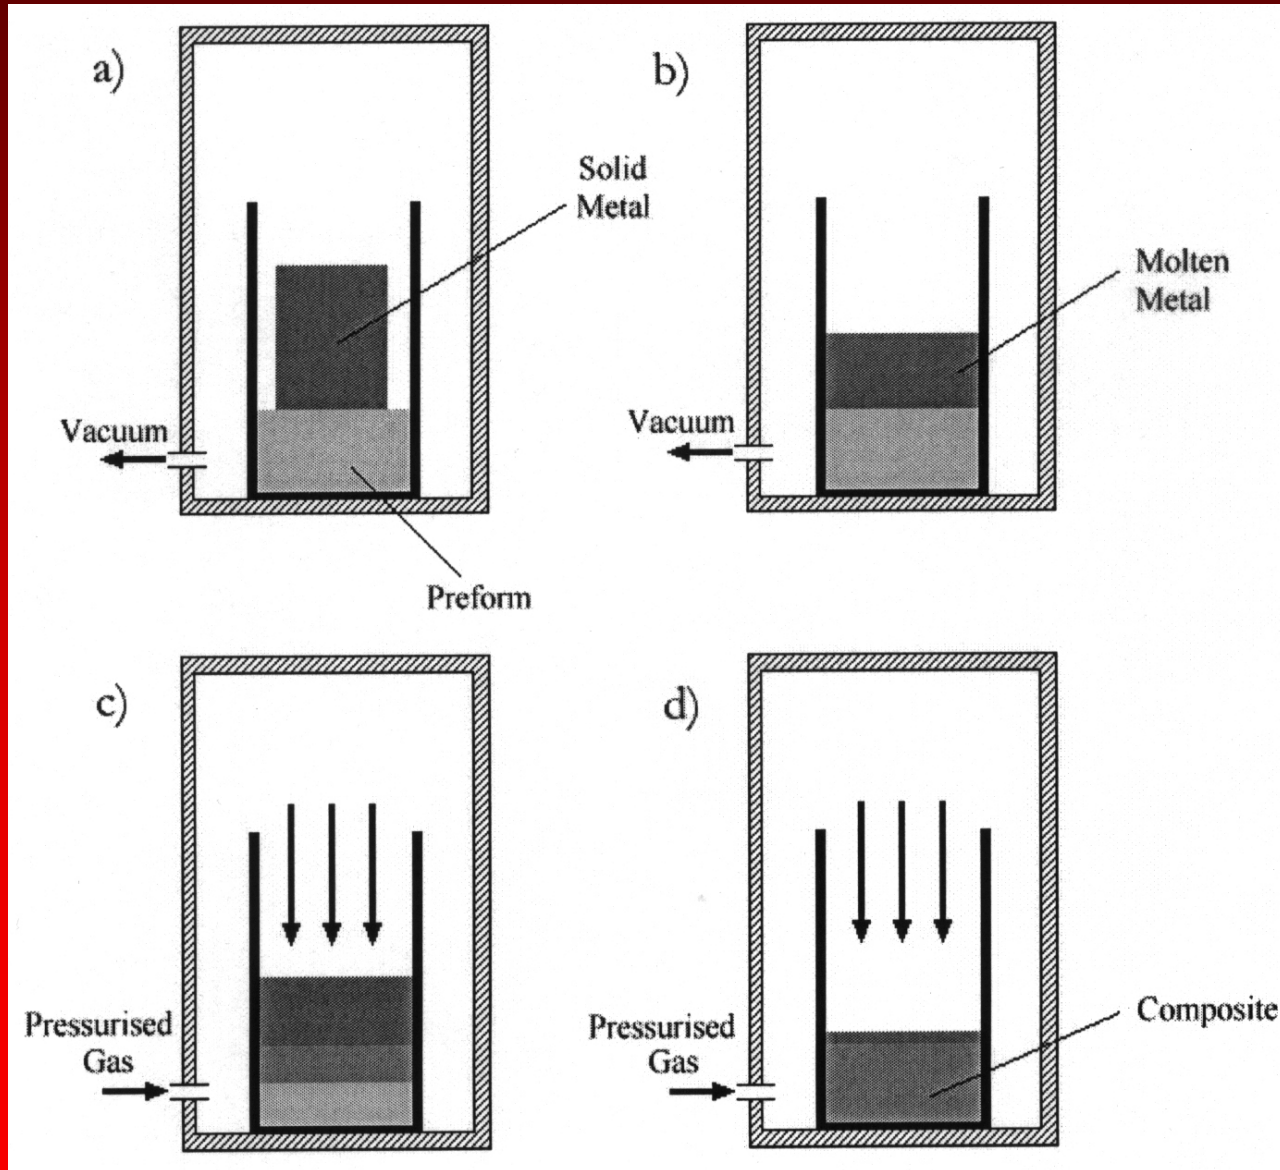 a)
Solid
Metal
Vacuum
Preform
b)
Molten
Metal
Vacuum
c)
Pressurised
Gas
d)
Pressurised
Gas
Composite